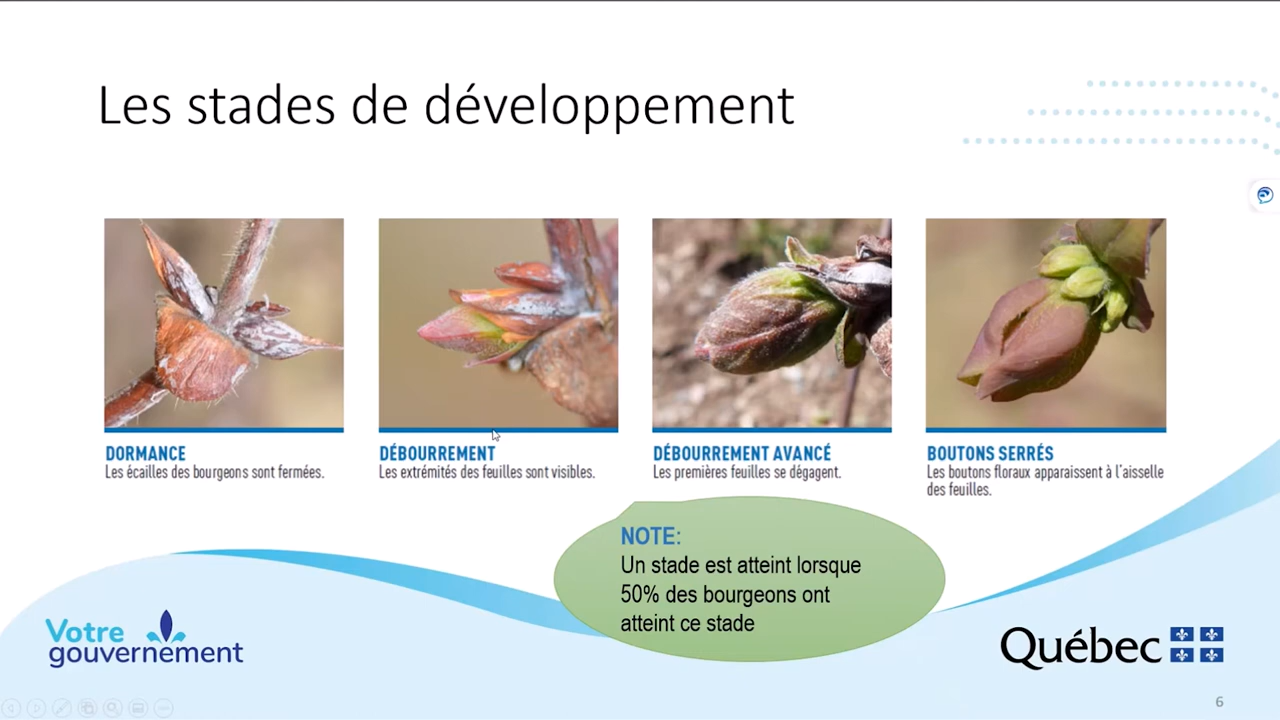 Les stades de développement
DORMANCE
Les écailles des bourgeons sont fermées.
DÉBOURREMENT
Les extrémités des feuilles sont visibles.
DÉBOURREMENT AVANCÉ
Les premières feuilles se dégagent.
BOUTONS SERRÉS
Les boutons floraux apparaissent à l'aisselle
des feuilles.
NOTE:
Un stade est atteint lorsque
50% des bourgeons ont
atteint ce stade
Votre
gouvernement
Québec
6